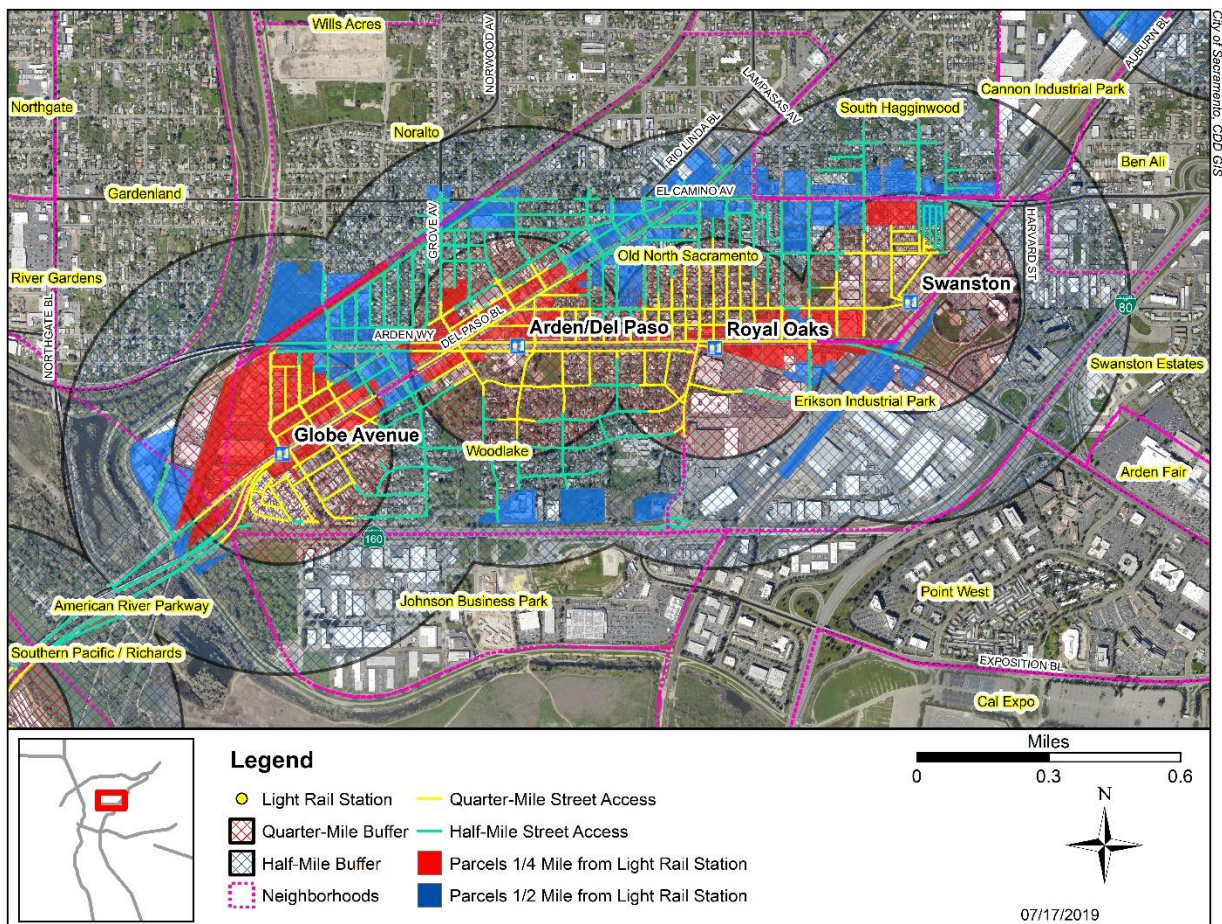 Wills Acres
NORWOOD AV
AUBURN BL
City of Sacramento, CDD GIS
LAMPASAS AV
Cannon Industrial Park
Northgate
South Hagginwood
Noralto
RIO LINDA BL
Ben Ali
Gardenland
EL CAMINO AV
GROVE AV
HARVARD ST
Old North Sacramento
River Gardens
Swanston
80
NORTHGATE BL
ARDEN WY
DEL PASO BL
Arden/Del Paso
Royal Oaks
Swanston Estates
Erikson Industrial Park
Globe Avenue
Woodlake
Arden Fair
160
Point West
American River Parkway
Johnson Business Park
Southern Pacific / Richards
EXPOSITION BL
Cal Expo
Legend
Light Rail Station
Quarter-Mile Buffer
Half-Mile Buffer
Neighborhoods
Quarter-Mile Street Access
Half-Mile Street Access
Parcels 1/4 Mile from Light Rail Station
Parcels 1/2 Mile from Light Rail Station
Miles
0 0.3 0.6
N
07/17/2019